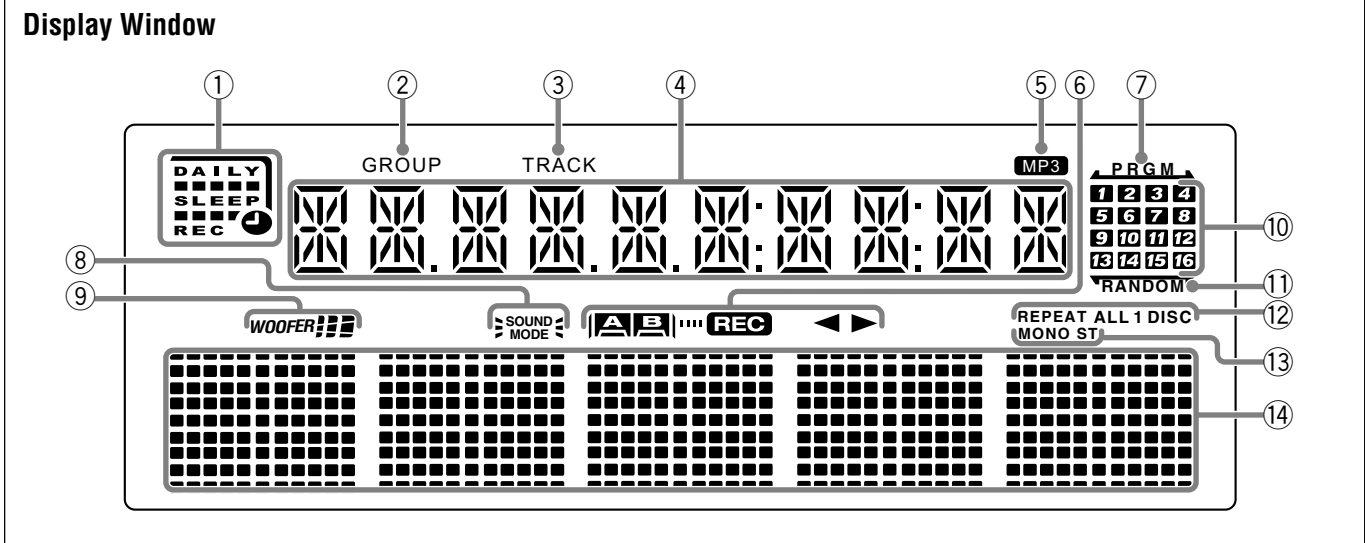 Display Window
① ② ③ ④ ⑤ ⑥ ⑦
GROUP TRACK MP3 PRGM
DAILY
SLEEP
REC
1 2 3 4
5 6 7 8
9 10 11 12
13 14 15 16
⑩
RANDOM
⑪
⑧
⑨
WOOFER
SOUND
MODE
A B REC
REPEAT ALL 1 DISC
⑫
MONO ST
⑬
⑭